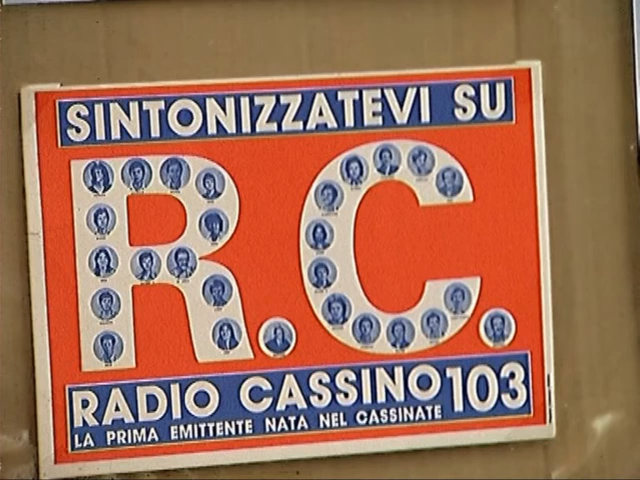 SINTONIZZATEVI SU
R.C.
RADIO CASSINO 103
LA PRIMA EMITTENTE NATA NEL CASSINATE